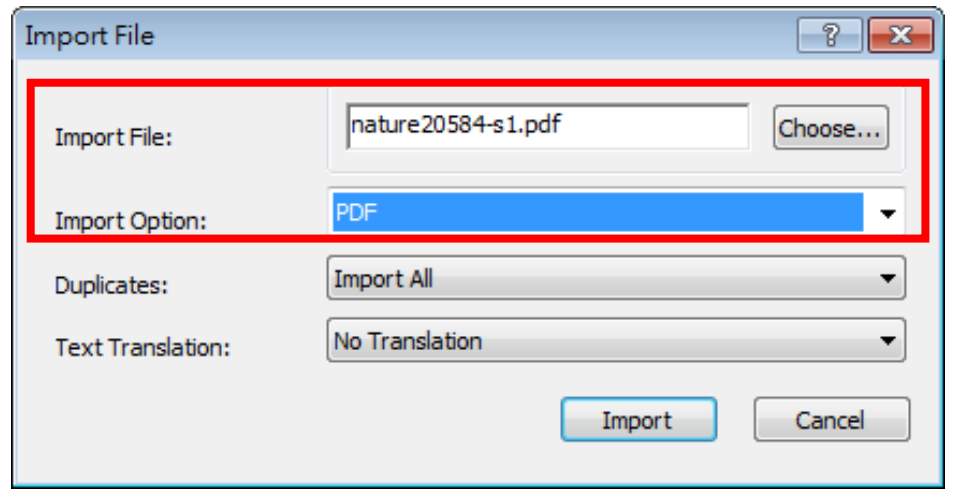 Import File
Import File: nature20584-s1.pdf Choose...
Import Option: PDF
Duplicates: Import All
Text Translation: No Translation
Import Cancel